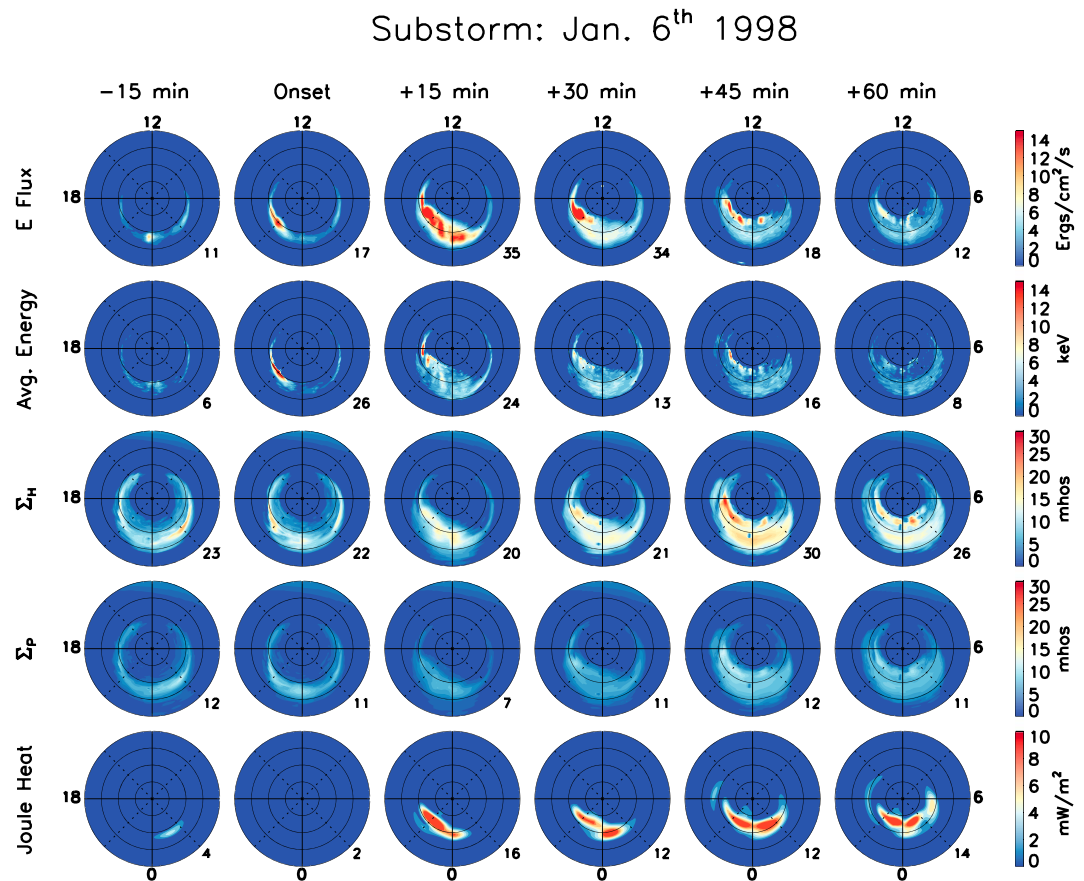 Substorm: Jan. 6th 1998
-15 min Onset +15 min +30 min +45 min +60 min
12 12 12 12 12 12
E Flux 18 6
11 17 35 34 18 12
14 12 10 8 6 4 2 0 Ergs/cm²/s
Avg. Energy 18 6
6 26 24 13 16 8
14 12 10 8 6 4 2 0 keV
ΣH 18 6
23 22 20 21 30 26
30 25 20 15 10 5 0 mhos
ΣP 18 6
12 11 7 11 12 11
30 25 20 15 10 5 0 mhos
Joule Heat 18 6
4 2 16 12 12 14
10 8 6 4 2 0 mW/m²
0 0 0 0 0 0